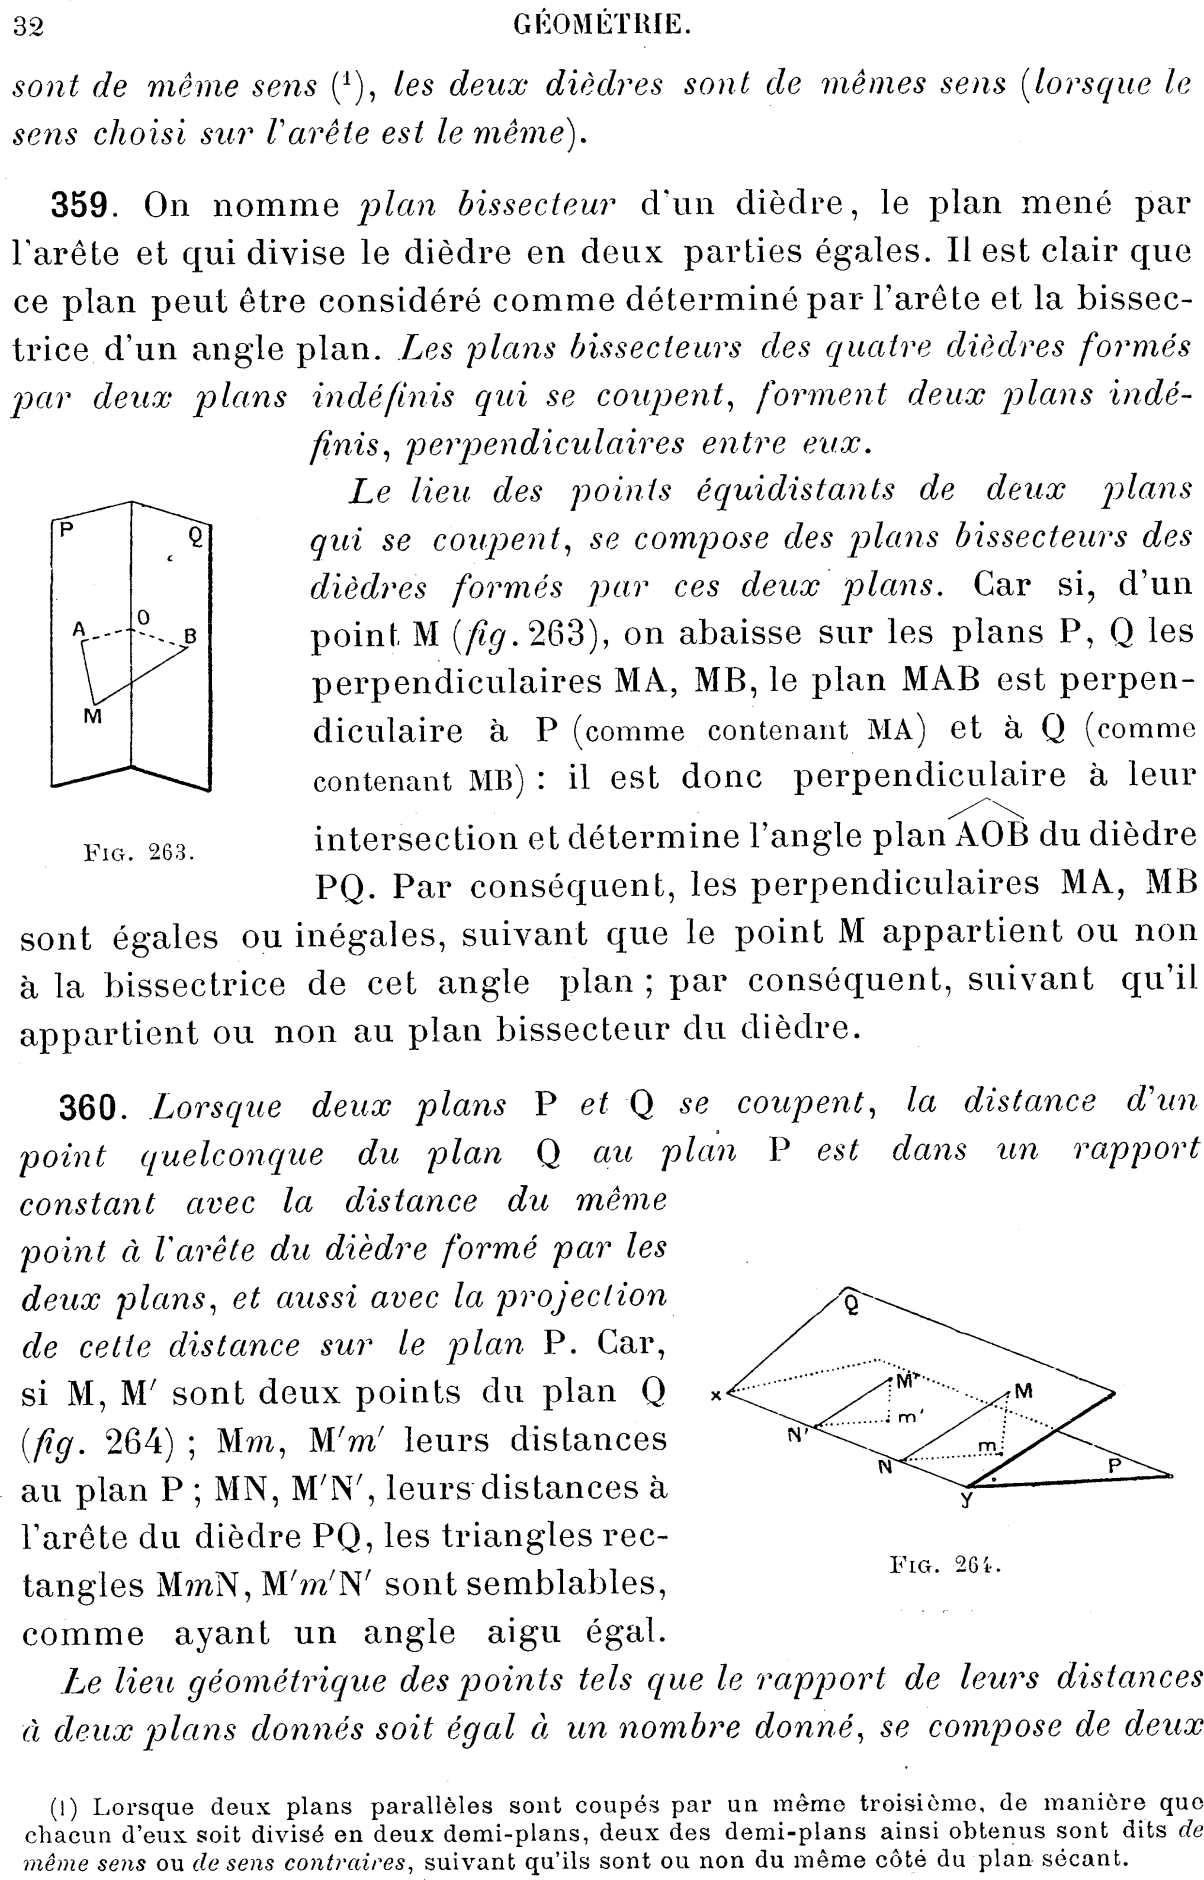 32
GÉOMÉTRIE.
sont de même sens (1), les deux dièdres sont de mêmes sens (lorsque le
sens choisi sur l'arête est le même).
359. On nomme plan bissecteur d'un dièdre, le plan mené par
l'arête et qui divise le dièdre en deux parties égales. Il est clair que
ce plan peut être considéré comme déterminé par l'arête et la bissec-
trice d'un angle plan. Les plans bissecteurs des quatre dièdres formés
par deux plans indéfinis qui se coupent, forment deux plans indé-
finis, perpendiculaires entre eux.
Le lieu des points équidistants de deux plans
qui se coupent, se compose des plans bissecteurs des
dièdres formés par ces deux plans. Car si, d'un
point M (fig. 263), on abaisse sur les plans P, Q les
perpendiculaires MA, MB, le plan MAB est perpen-
diculaire à P (comme contenant MA) et à Q (comme
contenant MB) : il est donc perpendiculaire à leur
intersection et détermine l'angle plan AOB du dièdre
PQ. Par conséquent, les perpendiculaires MA, MB
P
Q
O
A
B
M
FIG. 263.
sont égales ou inégales, suivant que le point M appartient ou non
à la bissectrice de cet angle plan ; par conséquent, suivant qu'il
appartient ou non au plan bissecteur du dièdre.
360. Lorsque deux plans P et Q se coupent, la distance d'un
point quelconque du plan Q au plan P est dans un rapport
constant avec la distance du même
point à l'arête du dièdre formé par les
deux plans, et aussi avec la projection
de cette distance sur le plan P. Car,
si M, M′ sont deux points du plan Q
(fig. 264) ; Mm, M′m′ leurs distances
au plan P ; MN, M′N′, leurs distances à
l'arête du dièdre PQ, les triangles rec-
tangles MmN, M′m′N′ sont semblables,
comme ayant un angle aigu égal.
Q
x
M′
M
m′
N′
m
N
P
y
FIG. 264.
Le lieu géométrique des points tels que le rapport de leurs distances
à deux plans donnés soit égal à un nombre donné, se compose de deux
(1) Lorsque deux plans parallèles sont coupés par un même troisième, de manière que
chacun d'eux soit divisé en deux demi-plans, deux des demi-plans ainsi obtenus sont dits de
même sens ou de sens contraires, suivant qu'ils sont ou non du même côté du plan sécant.